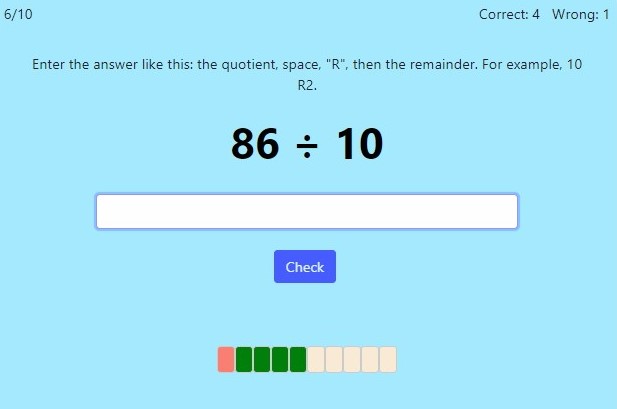 6/10
Correct: 4 Wrong: 1
Enter the answer like this: the quotient, space, "R", then the remainder. For example, 10
R2.
86 ÷ 10
Check